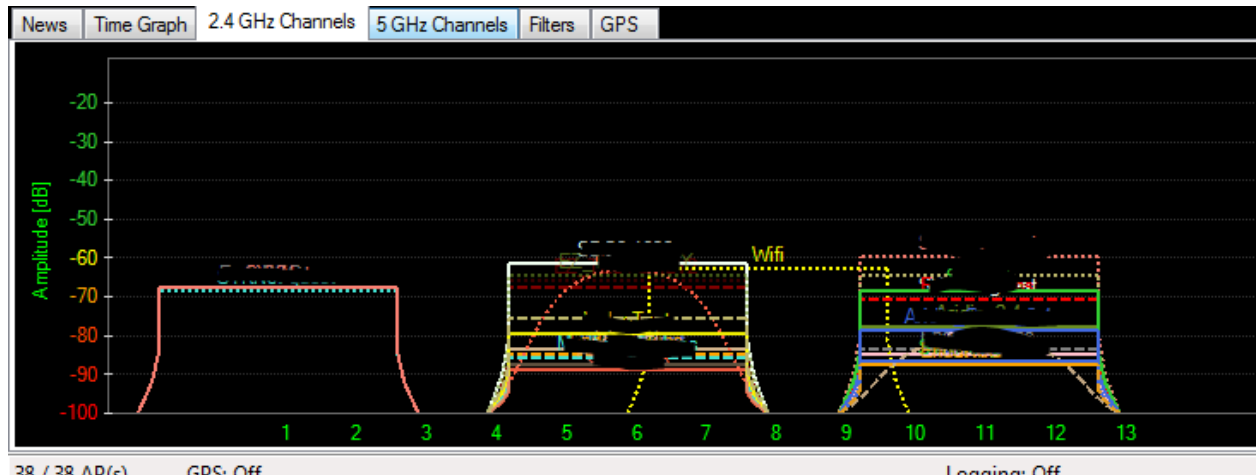 News Time Graph 2.4 GHz Channels 5 GHz Channels Filters GPS
Amplitude [dB]
-20
-30
-40
-50
-60
-70
-80
-90
-100
Wifi
1 2 3 4 5 6 7 8 9 10 11 12 13
38 / 38 AP(s) GPS: Off Logging: Off